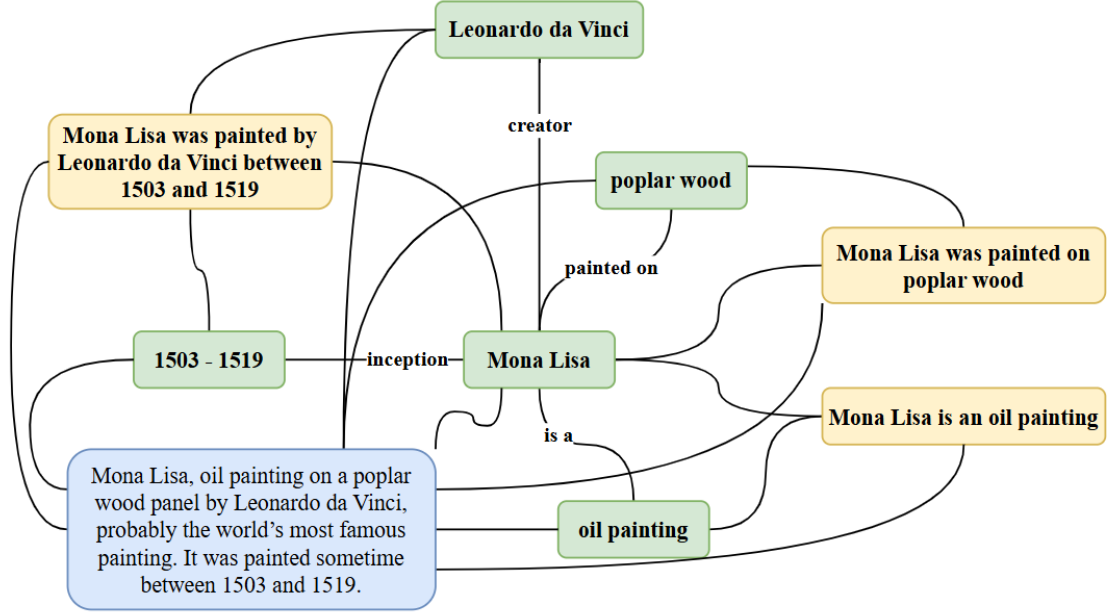 Leonardo da Vinci
creator
Mona Lisa was painted by
Leonardo da Vinci between
1503 and 1519
poplar wood
Mona Lisa was painted on
poplar wood
painted on
1503 - 1519
inception
Mona Lisa
Mona Lisa is an oil painting
is a
Mona Lisa, oil painting on a poplar
wood panel by Leonardo da Vinci,
probably the world’s most famous
painting. It was painted sometime
between 1503 and 1519.
oil painting